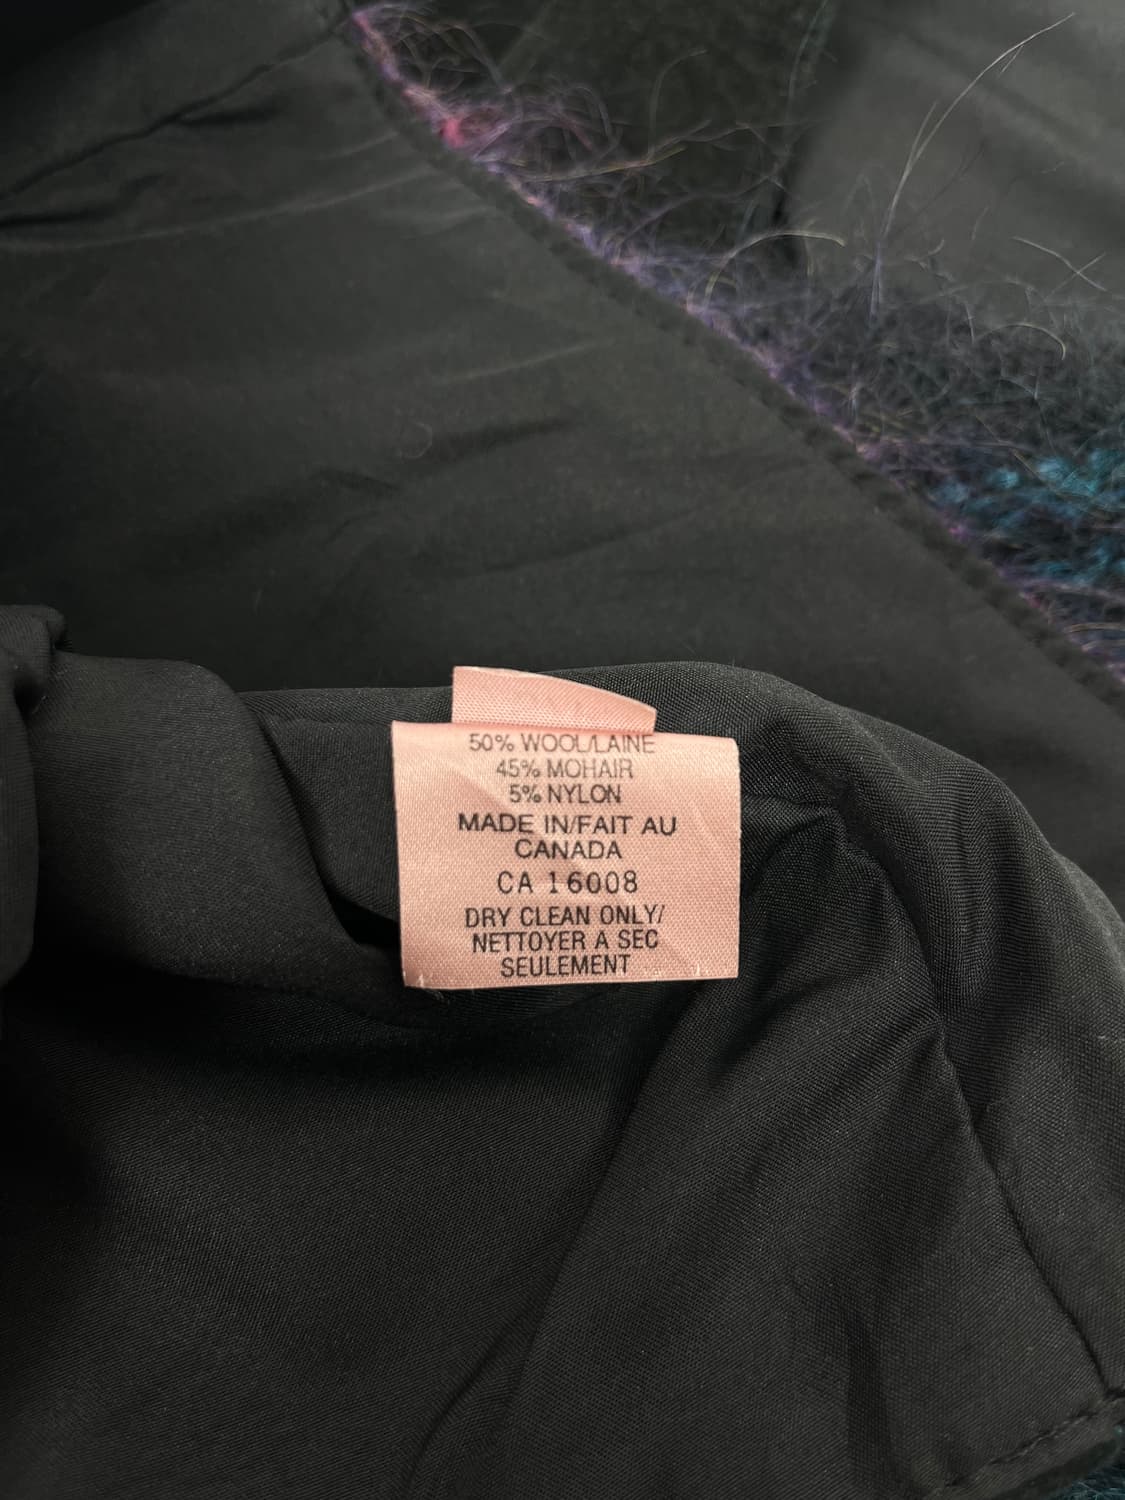 50% WOOL/LAINE
45% MOHAIR
5% NYLON
MADE IN/FAIT AU
CANADA
CA 16008
DRY CLEAN ONLY/
NETTOYER A SEC
SEULEMENT